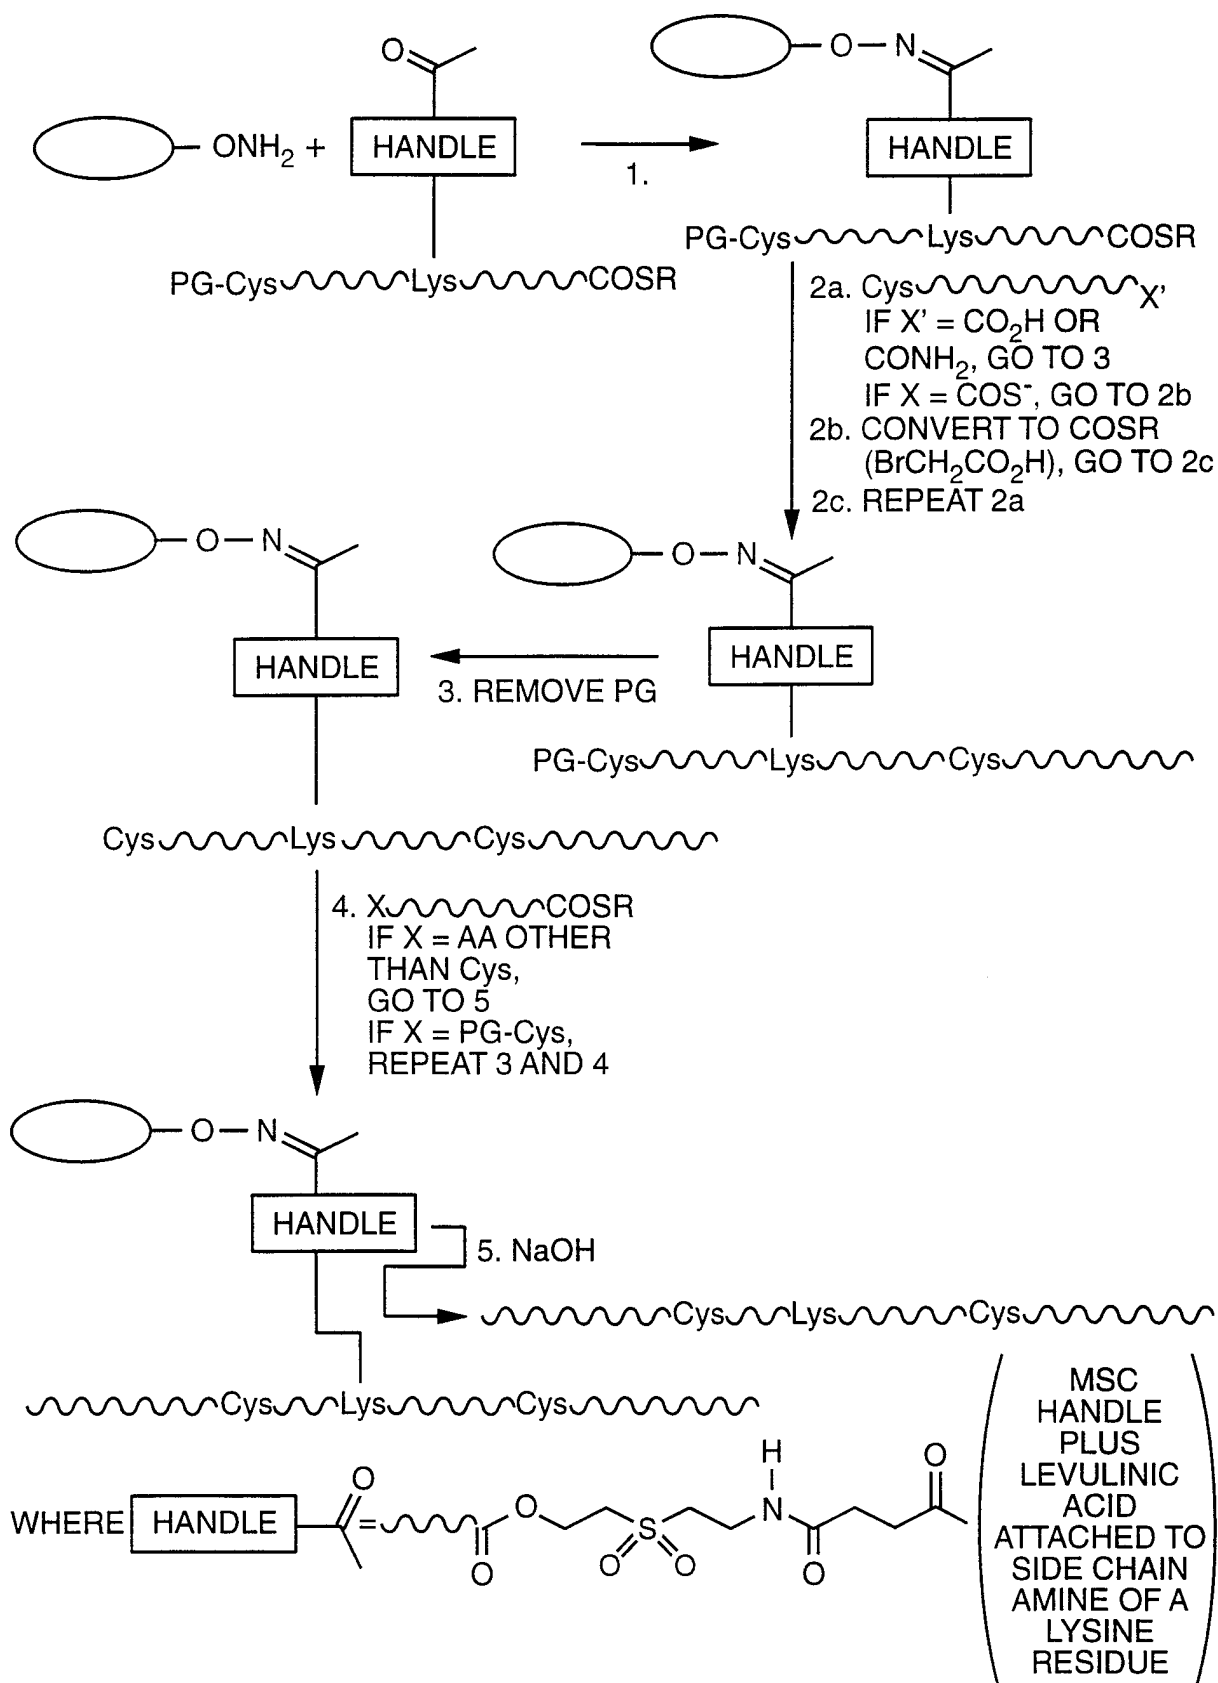 O
O — N
ONH2 + HANDLE
1.
HANDLE
PG-Cys Lys COSR
PG-Cys Lys COSR
2a. Cys X'
IF X' = CO2H OR
CONH2, GO TO 3
IF X = COS-, GO TO 2b
2b. CONVERT TO COSR
(BrCH2CO2H), GO TO 2c
2c. REPEAT 2a
O — N
O — N
HANDLE
HANDLE
3. REMOVE PG
PG-Cys Lys Cys
Cys Lys Cys
4. X COSR
IF X = AA OTHER
THAN Cys,
GO TO 5
IF X = PG-Cys,
REPEAT 3 AND 4
O — N
HANDLE
5. NaOH
Cys Lys Cys
Cys Lys Cys
WHERE HANDLE O = O O S O O H N O O
MSC
HANDLE
PLUS
LEVULINIC
ACID
ATTACHED TO
SIDE CHAIN
AMINE OF A
LYSINE
RESIDUE